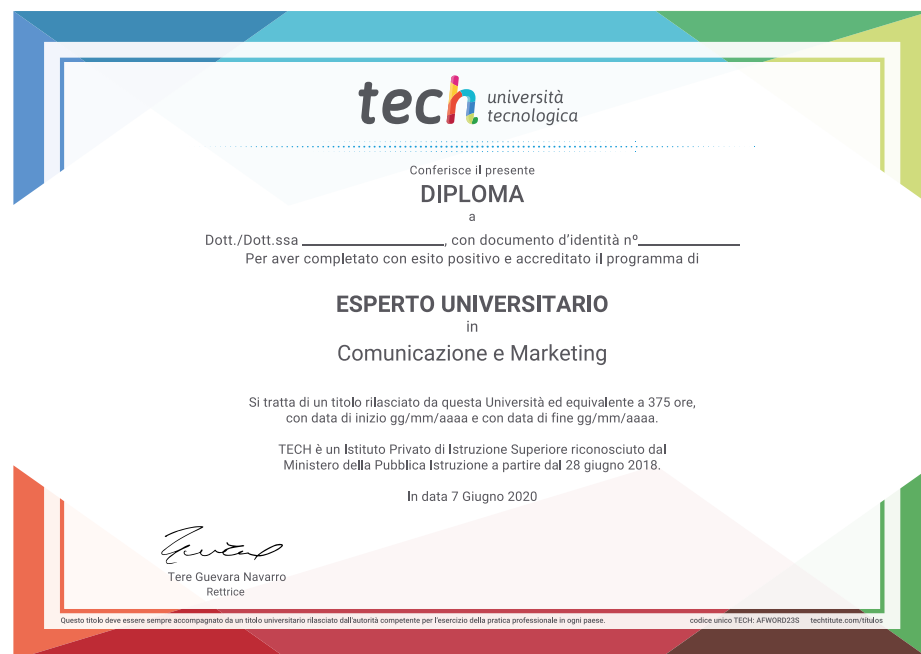 tech università
tecnologica
Conferisce il presente
DIPLOMA
a
Dott./Dott.ssa ____________________, con documento d'identità nº______________
Per aver completato con esito positivo e accreditato il programma di
ESPERTO UNIVERSITARIO
in
Comunicazione e Marketing
Si tratta di un titolo rilasciato da questa Università ed equivalente a 375 ore,
con data di inizio gg/mm/aaaa e con data di fine gg/mm/aaaa.
TECH è un Istituto Privato di Istruzione Superiore riconosciuto dal
Ministero della Pubblica Istruzione a partire dal 28 giugno 2018.
In data 7 Giugno 2020
Tere Guevara Navarro
Rettrice
Questo titolo deve essere sempre accompagnato da un titolo universitario rilasciato dall'autorità competente per l'esercizio della pratica professionale in ogni paese. codice unico TECH: AFWORD23S techtitute.com/títulos